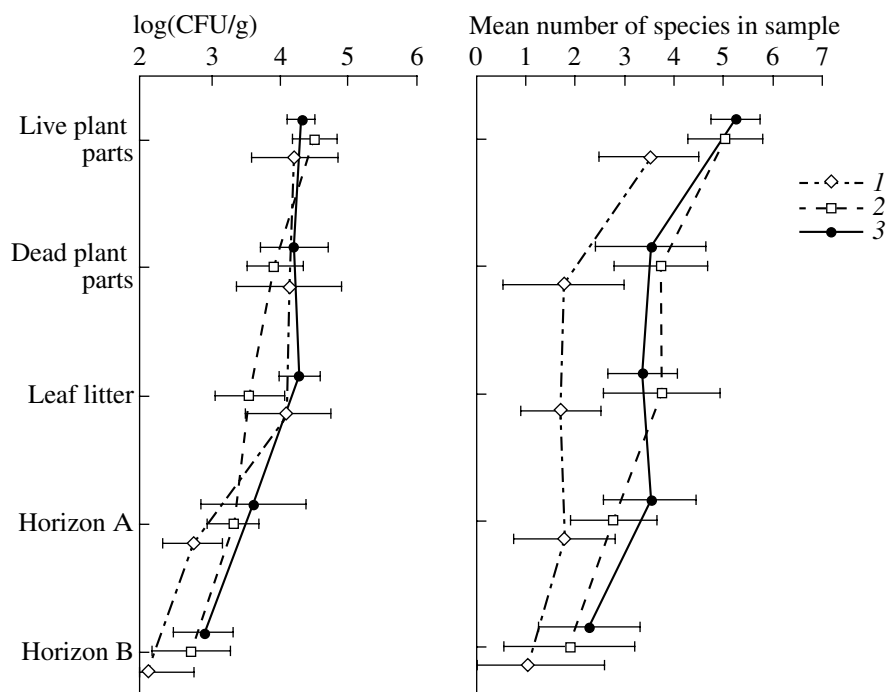 log(CFU/g)
2 3 4 5 6
Mean number of species in sample
0 1 2 3 4 5 6 7
Live plant
parts
Dead plant
parts
Leaf litter
Horizon A
Horizon B
1
2
3